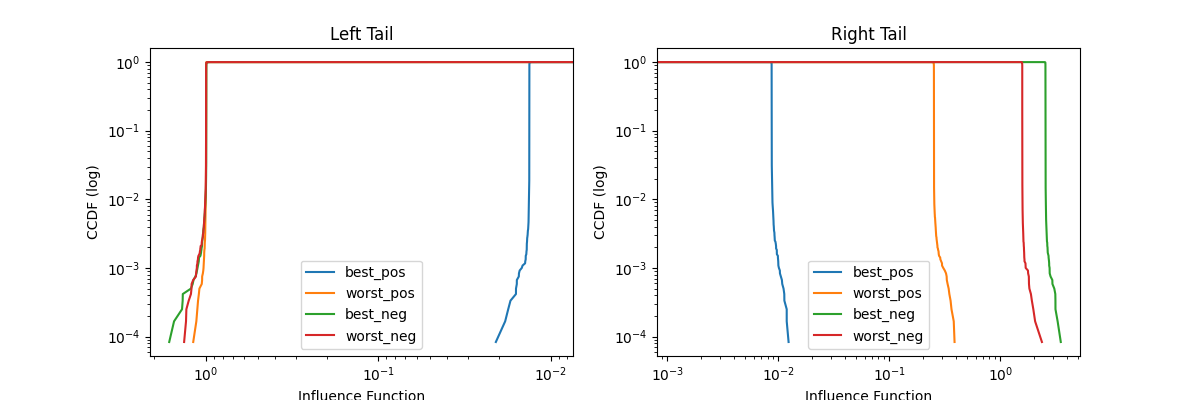 Left Tail
CCDF (log)
10⁰
10⁻¹
10⁻²
10⁻³
10⁻⁴
best_pos
worst_pos
best_neg
worst_neg
10⁰
10⁻¹
10⁻²
Influence Function
Right Tail
CCDF (log)
10⁰
10⁻¹
10⁻²
10⁻³
10⁻⁴
best_pos
worst_pos
best_neg
worst_neg
10⁻³
10⁻²
10⁻¹
10⁰
Influence Function